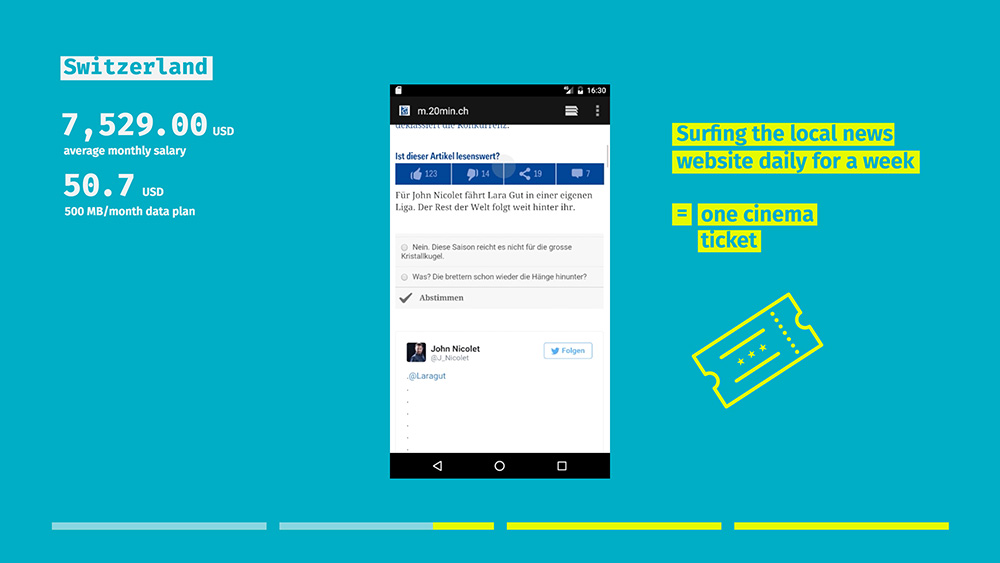 Switzerland
7,529.00 USD
average monthly salary
50.7 USD
500 MB/month data plan
16:30
m.20min.ch
deklassiert die Konkurrenz.
Ist dieser Artikel lesenswert?
123 14 19 7
Für John Nicolet fährt Lara Gut in einer eigenen
Liga. Der Rest der Welt folgt weit hinter ihr.
Nein. Diese Saison reicht es nicht für die grosse
Kristallkugel.
Was? Die brettern schon wieder die Hänge hinunter?
Abstimmen
John Nicolet
@J_Nicolet
Folgen
.@Laragut
.
.
.
.
.
.
Surfing the local news
website daily for a week
= one cinema
ticket